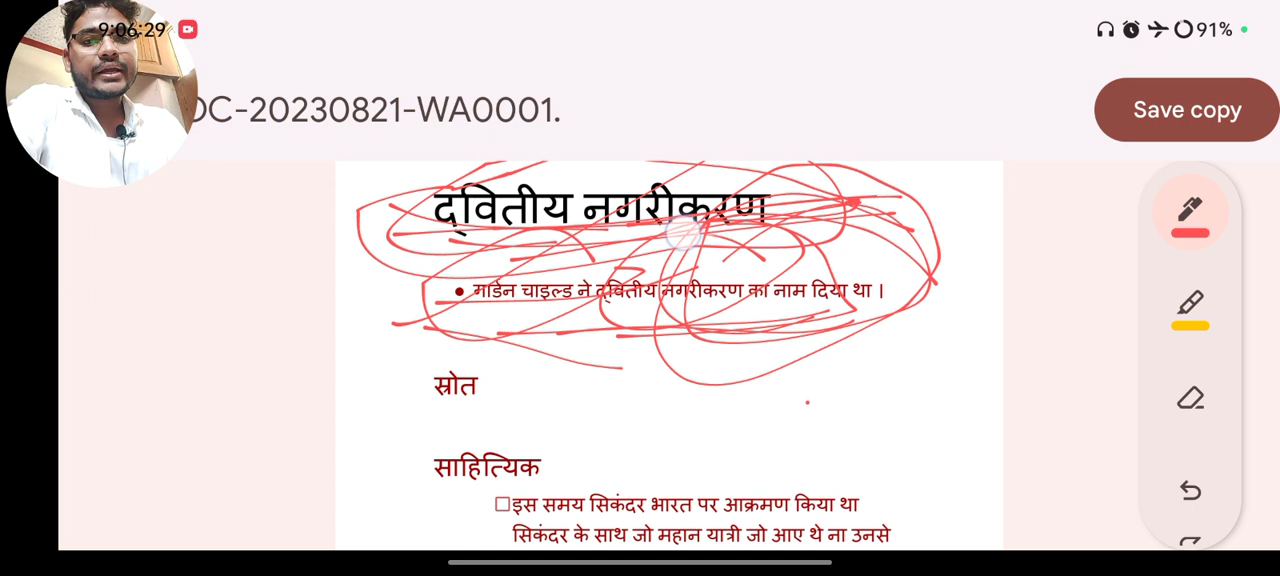 9:06:29
91%
DC-20230821-WA0001.
Save copy
द्वितीय नगरीकरण
● मार्डन चाइल्ड ने द्वितीय नगरीकरण का नाम दिया था ।
स्रोत
साहित्यिक
☐इस समय सिकंदर भारत पर आक्रमण किया था
सिकंदर के साथ जो महान यात्री जो आए थे ना उनसे